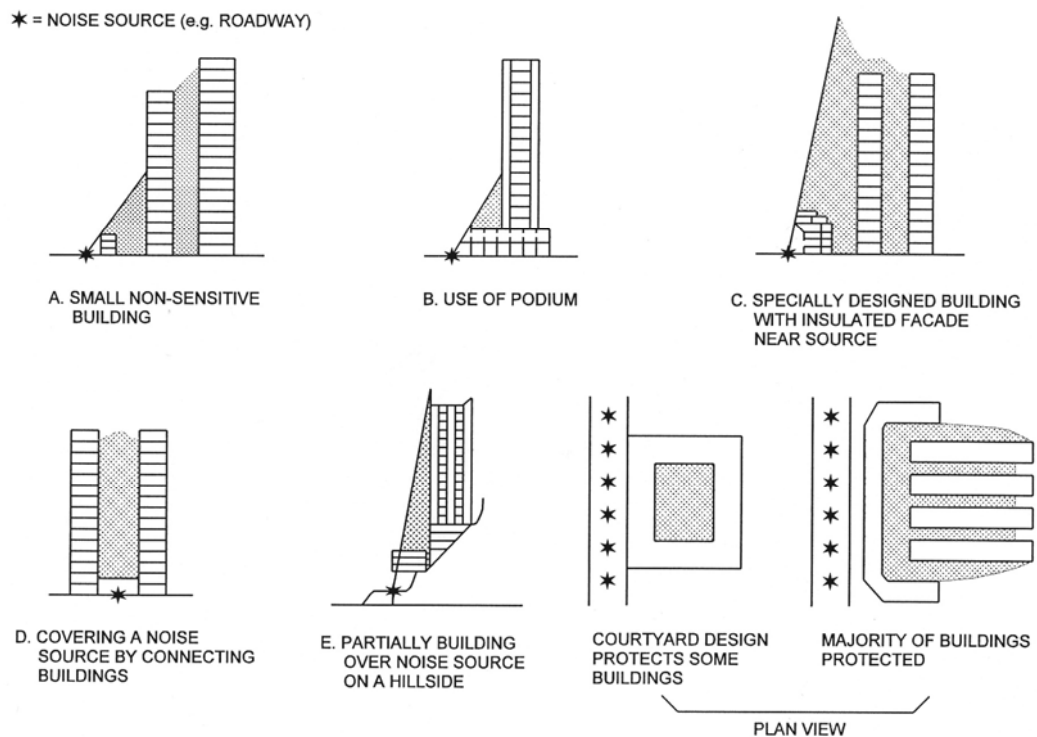 ✶ = NOISE SOURCE (e.g. ROADWAY)
A. SMALL NON-SENSITIVE
BUILDING
B. USE OF PODIUM
C. SPECIALLY DESIGNED BUILDING
WITH INSULATED FACADE
NEAR SOURCE
D. COVERING A NOISE
SOURCE BY CONNECTING
BUILDINGS
E. PARTIALLY BUILDING
OVER NOISE SOURCE
ON A HILLSIDE
COURTYARD DESIGN
PROTECTS SOME
BUILDINGS
MAJORITY OF BUILDINGS
PROTECTED
PLAN VIEW